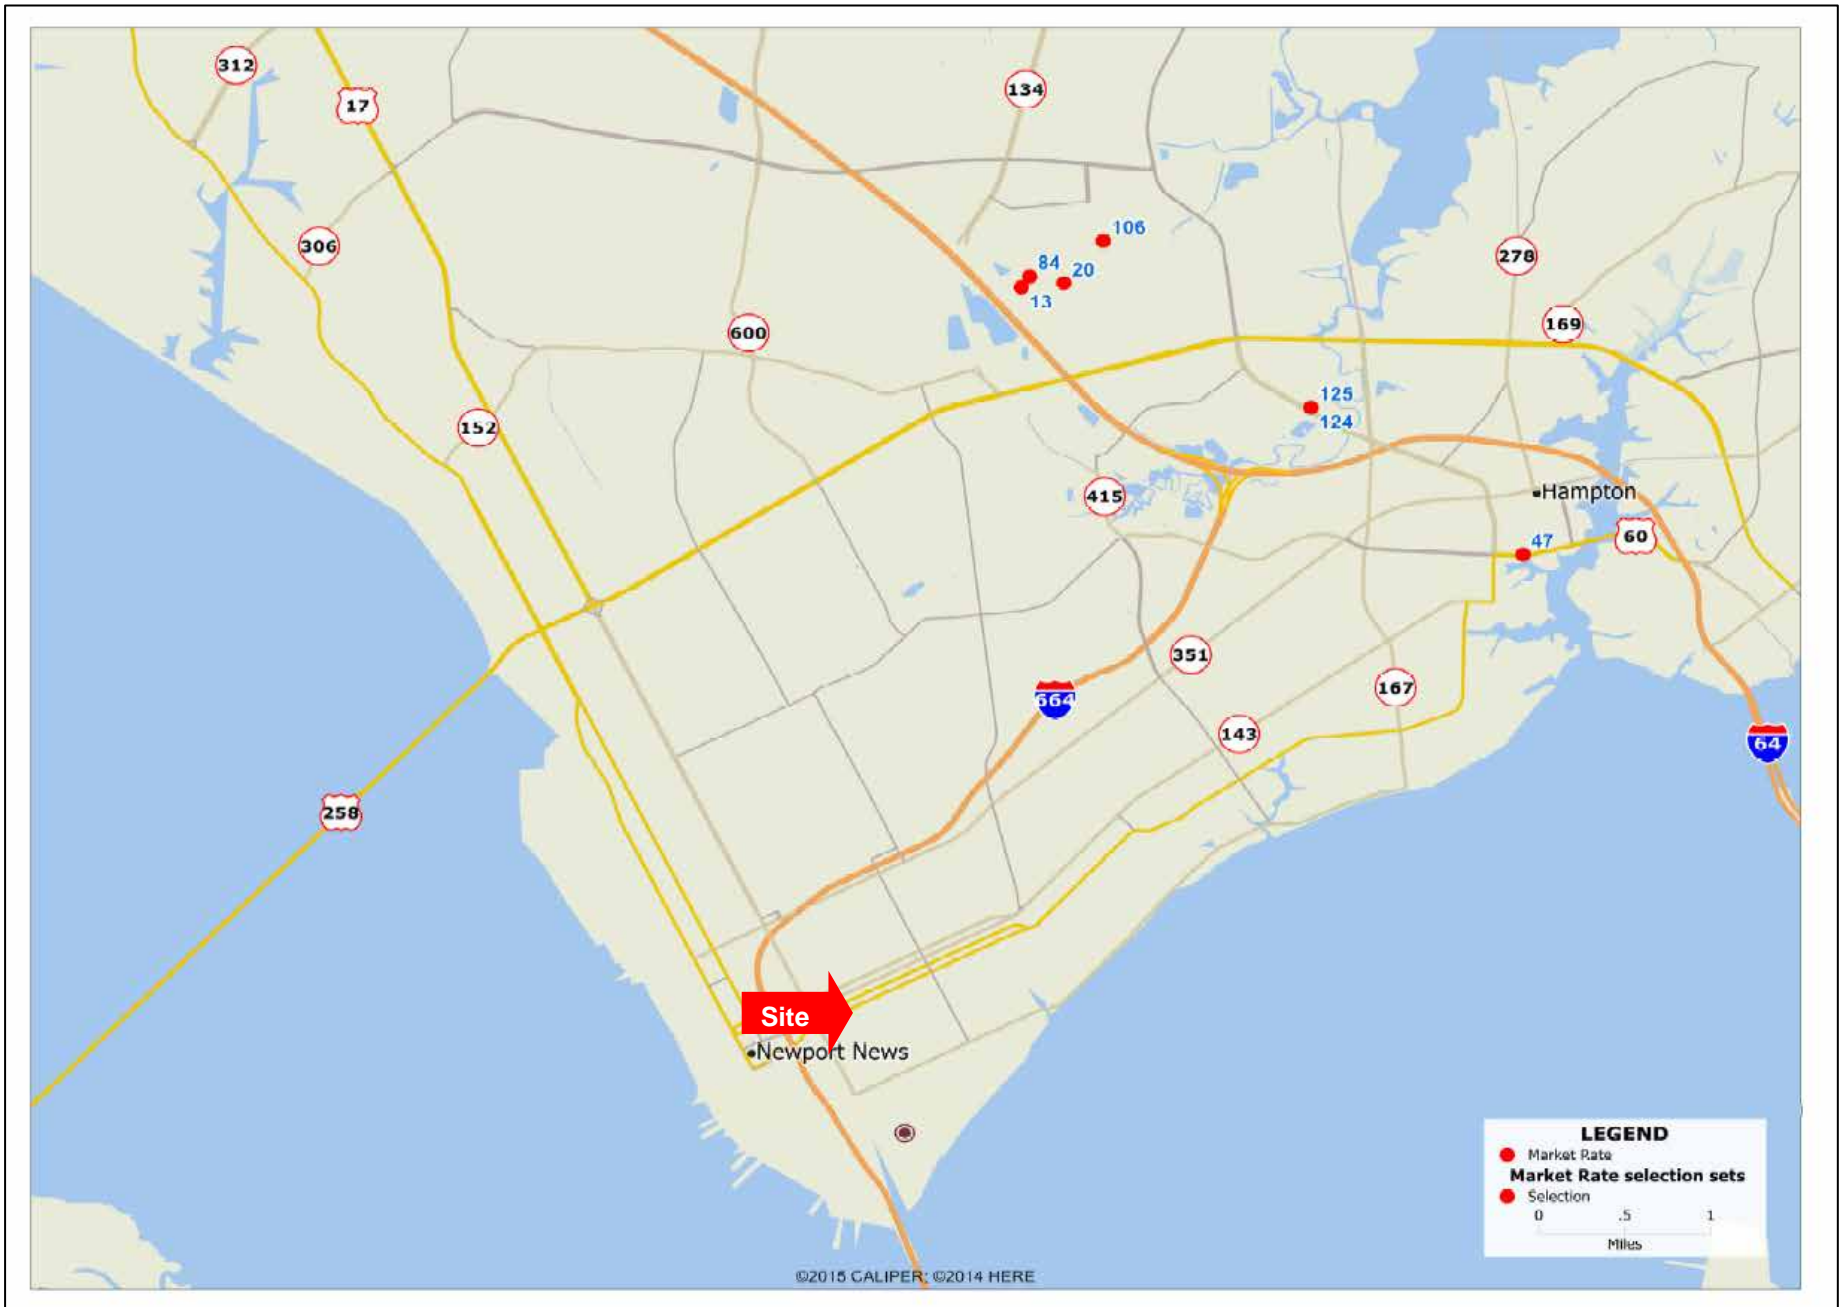 312
17
134
306
106
84
20
13
278
169
600
152
125
124
415
Hampton
47
60
351
664
167
143
64
258
Site
Newport News
LEGEND
Market Rate
Market Rate selection sets
Selection
0 .5 1
Miles
©2015 CALIPER; ©2014 HERE